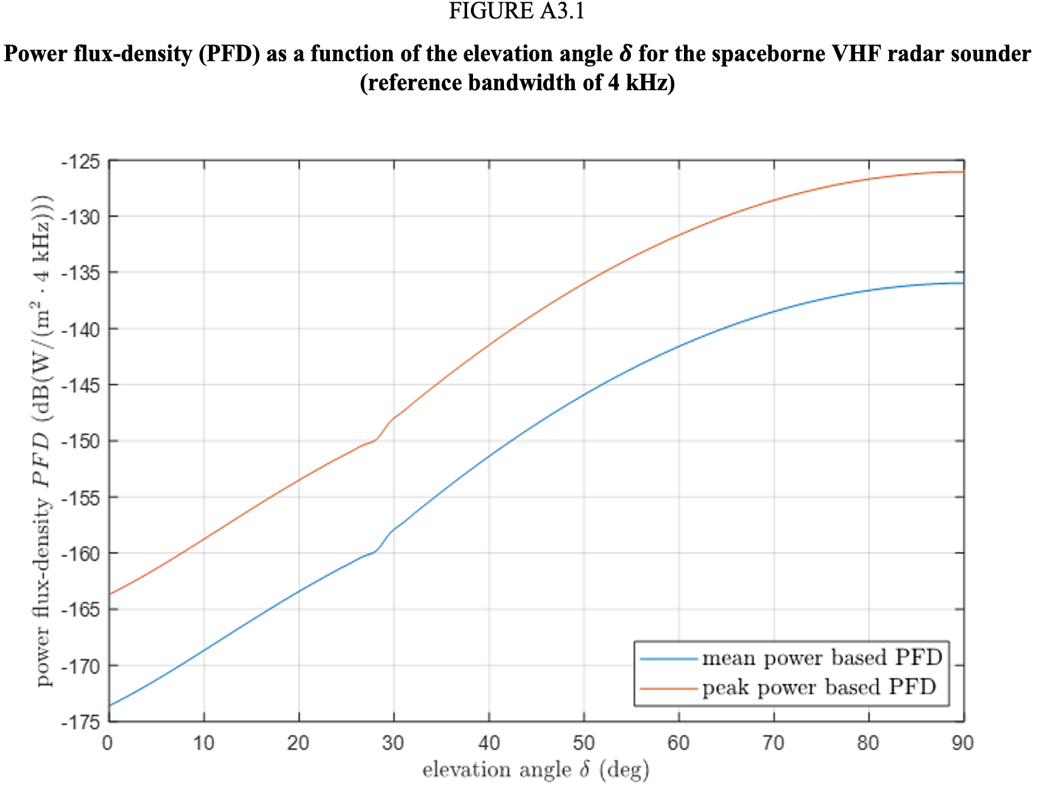 FIGURE A3.1
Power flux-density (PFD) as a function of the elevation angle δ for the spaceborne VHF radar sounder
(reference bandwidth of 4 kHz)
power flux-density PFD (dB(W/(m² · 4 kHz)))
-125
-130
-135
-140
-145
-150
-155
-160
-165
-170
-175
mean power based PFD
peak power based PFD
0 10 20 30 40 50 60 70 80 90
elevation angle δ (deg)